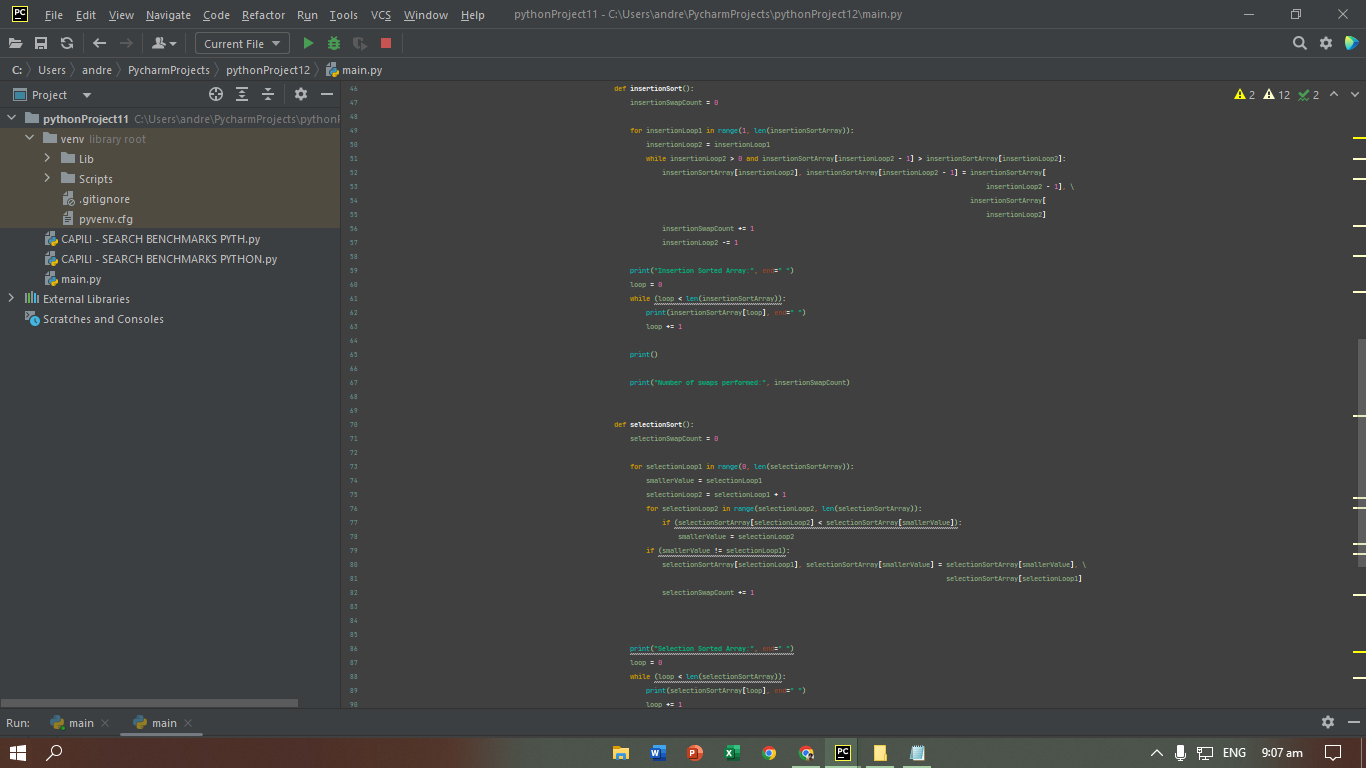 PC File Edit View Navigate Code Refactor Run Tools VCS Window Help pythonProject11 - C:\Users\andre\PycharmProjects\pythonProject12\main.py
Current File
C: Users andre PycharmProjects pythonProject12 main.py
Project
pythonProject11 C:\Users\andre\PycharmProjects\pythonP
venv library root
Lib
Scripts
.gitignore
pyvenv.cfg
CAPILI - SEARCH BENCHMARKS PYTH.py
CAPILI - SEARCH BENCHMARKS PYTHON.py
main.py
External Libraries
Scratches and Consoles
2 12 2
46 def insertionSort():
47 insertionSwapCount = 0
48
49 for insertionLoop1 in range(1, len(insertionSortArray)):
50 insertionLoop2 = insertionLoop1
51 while insertionLoop2 > 0 and insertionSortArray[insertionLoop2 - 1] > insertionSortArray[insertionLoop2]:
52 insertionSortArray[insertionLoop2], insertionSortArray[insertionLoop2 - 1] = insertionSortArray[
53 insertionLoop2 - 1], \
54 insertionSortArray[
55 insertionLoop2]
56 insertionSwapCount += 1
57 insertionLoop2 -= 1
58
59 print("Insertion Sorted Array:", end=" ")
60 loop = 0
61 while (loop < len(insertionSortArray)):
62 print(insertionSortArray[loop], end=" ")
63 loop += 1
64
65 print()
66
67 print("Number of swaps performed:", insertionSwapCount)
68
69
70 def selectionSort():
71 selectionSwapCount = 0
72
73 for selectionLoop1 in range(0, len(selectionSortArray)):
74 smallerValue = selectionLoop1
75 selectionLoop2 = selectionLoop1 + 1
76 for selectionLoop2 in range(selectionLoop2, len(selectionSortArray)):
77 if (selectionSortArray[selectionLoop2] < selectionSortArray[smallerValue]):
78 smallerValue = selectionLoop2
79 if (smallerValue != selectionLoop1):
80 selectionSortArray[selectionLoop1], selectionSortArray[smallerValue] = selectionSortArray[smallerValue], \
81 selectionSortArray[selectionLoop1]
82 selectionSwapCount += 1
83
84
85
86 print("Selection Sorted Array:", end=" ")
87 loop = 0
88 while (loop < len(selectionSortArray)):
89 print(selectionSortArray[loop], end=" ")
90 loop += 1
Run: main main
ENG 9:07 am